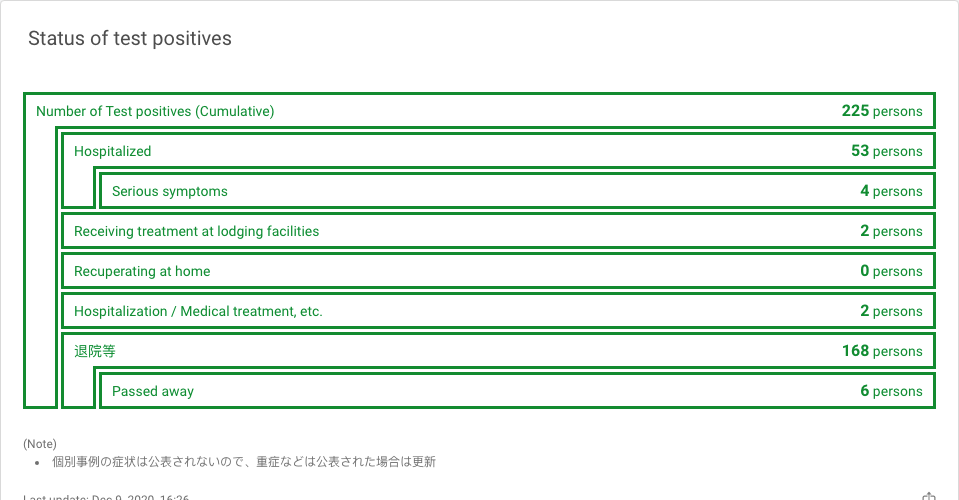 Status of test positives
Number of Test positives (Cumulative) 225 persons
Hospitalized 53 persons
Serious symptoms 4 persons
Receiving treatment at lodging facilities 2 persons
Recuperating at home 0 persons
Hospitalization / Medical treatment, etc. 2 persons
退院等 168 persons
Passed away 6 persons
(Note)
• 個別事例の症状は公表されないので、重症などは公表された場合は更新
Last update: Dec 9, 2020, 16:26